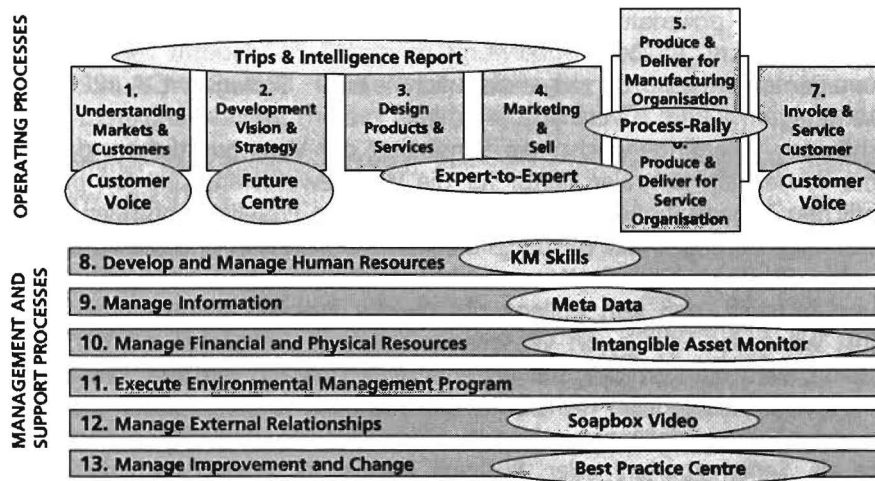 OPERATING PROCESSES
Trips & Intelligence Report
1.
Understanding
Markets &
Customers
Customer
Voice
2.
Development
Vision &
Strategy
Future
Centre
3.
Design
Products &
Services
4.
Marketing
&
Sell
Expert-to-Expert
5.
Produce &
Deliver for
Manufacturing
Organisation
Process-Rally
Produce &
Deliver for
Service
Organisation
7.
Invoice &
Service
Customer
Customer
Voice
MANAGEMENT AND
SUPPORT PROCESSES
8. Develop and Manage Human Resources
KM Skills
9. Manage Information
Meta Data
10. Manage Financial and Physical Resources
Intangible Asset Monitor
11. Execute Environmental Management Program
12. Manage External Relationships
Soapbox Video
13. Manage Improvement and Change
Best Practice Centre